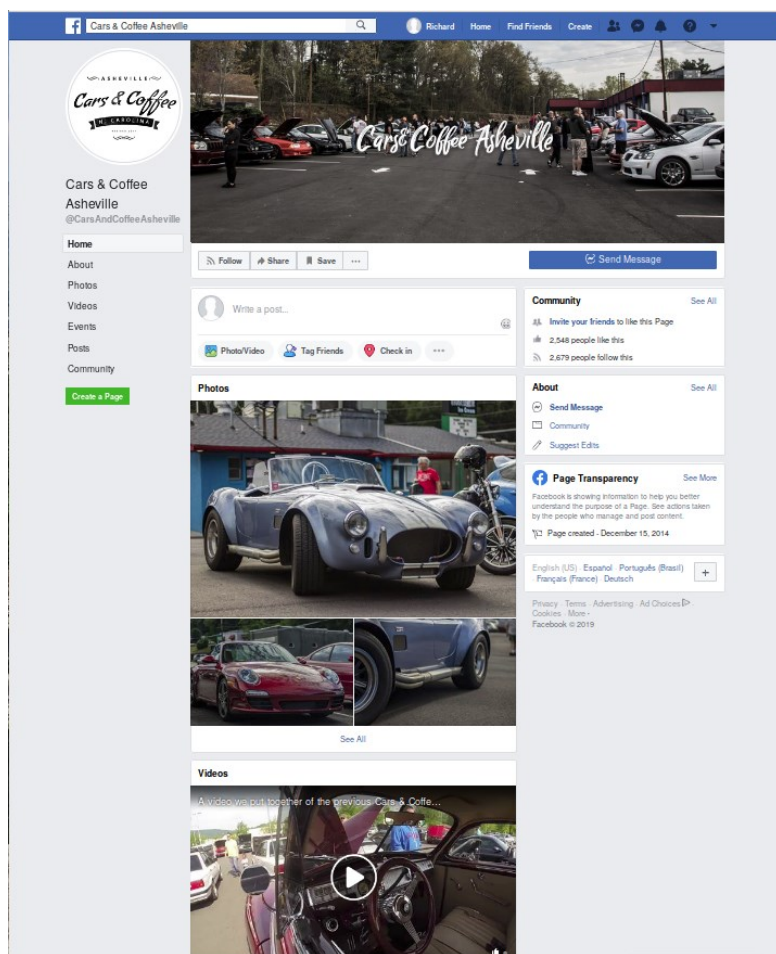 Cars & Coffee Asheville
Richard Home Find Friends Create
ASHEVILLE
Cars & Coffee
N. CAROLINA
Cars & Coffee Asheville
Cars & Coffee
Asheville
@CarsAndCoffeeAsheville
Home
About
Photos
Videos
Events
Posts
Community
Create a Page
Follow Share Save ...
Send Message
Write a post...
Photo/Video Tag Friends Check in ...
Photos
See All
Videos
A video we put together of the previous Cars & Coffe...
Community See All
Invite your friends to like this Page
2,548 people like this
2,679 people follow this
About See All
Send Message
Community
Suggest Edits
Page Transparency See More
Facebook is showing information to help you better
understand the purpose of a Page. See actions taken
by the people who manage and post content.
Page created - December 15, 2014
English (US) · Español · Português (Brasil)
· Français (France) · Deutsch
Privacy · Terms · Advertising · Ad Choices ·
Cookies · More
Facebook © 2019